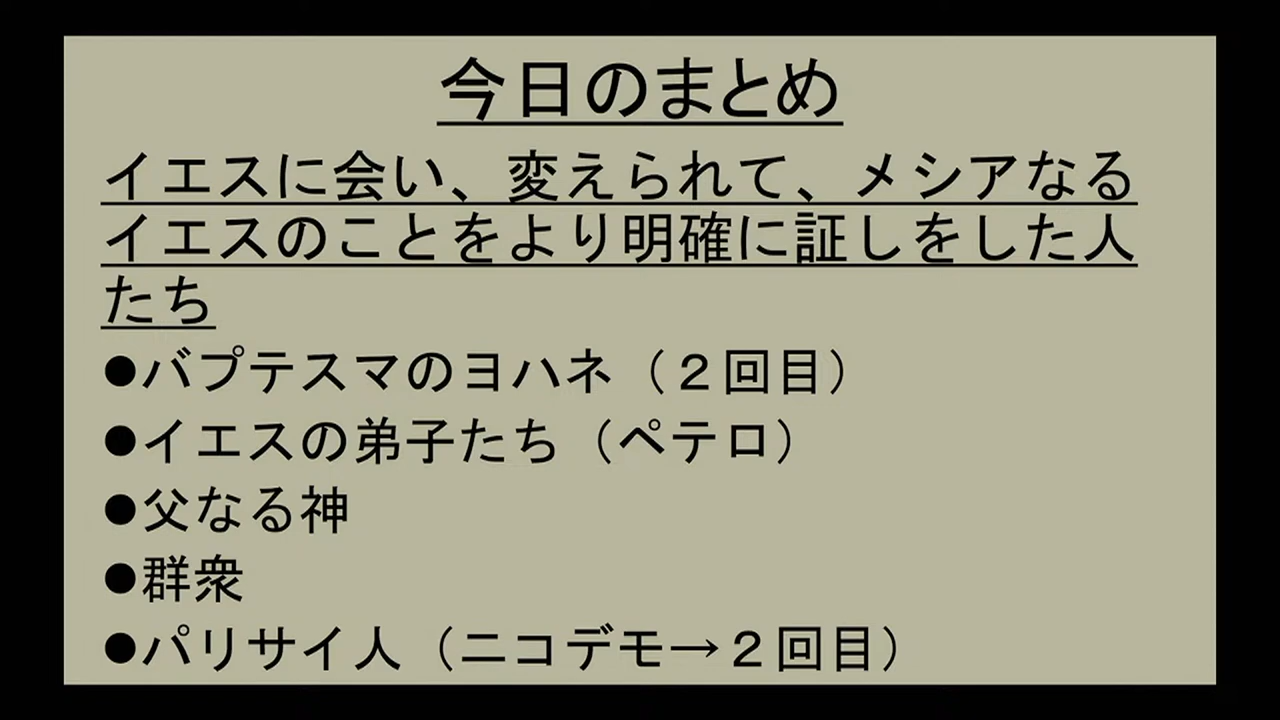 今日のまとめ
イエスに会い、変えられて、メシアなる
イエスのことをより明確に証しをした人
たち
●バプテスマのヨハネ（２回目）
●イエスの弟子たち（ペテロ）
●父なる神
●群衆
●パリサイ人（ニコデモ→２回目）